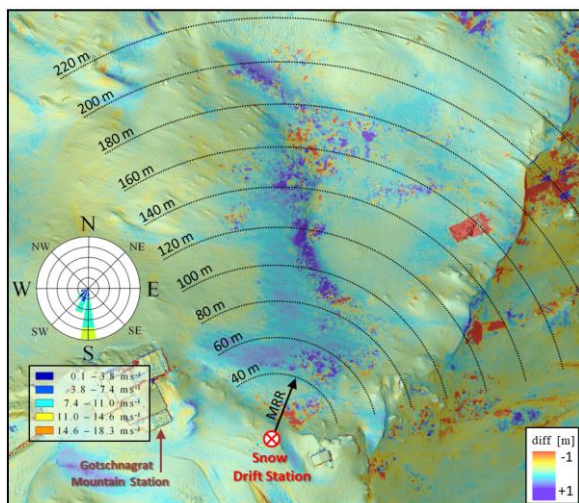 220 m
200 m
180 m
160 m
140 m
120 m
100 m
80 m
60 m
40 m
N
NW
NE
W
E
SW
SE
S
0.1 - 3.8 ms⁻¹
3.8 - 7.4 ms⁻¹
7.4 - 11.0 ms⁻¹
11.0 - 14.6 ms⁻¹
14.6 - 18.3 ms⁻¹
MRR
Gotschnagrat
Mountain Station
Snow
Drift Station
diff [m]
-1
+1